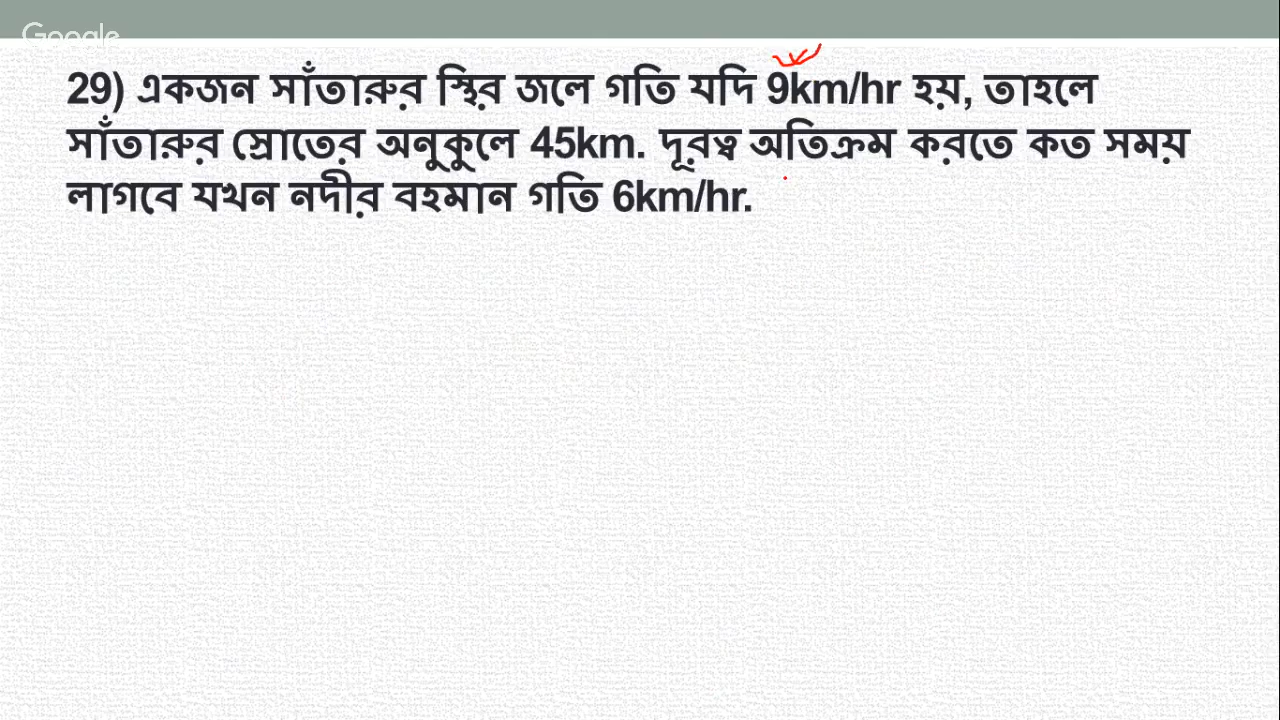 Google
29) একজন সাঁতারুর স্থির জলে গতি যদি 9km/hr হয়, তাহলে
সাঁতারুর স্রোতের অনুকুলে 45km. দূরত্ব অতিক্রম করতে কত সময়
লাগবে যখন নদীর বহমান গতি 6km/hr.